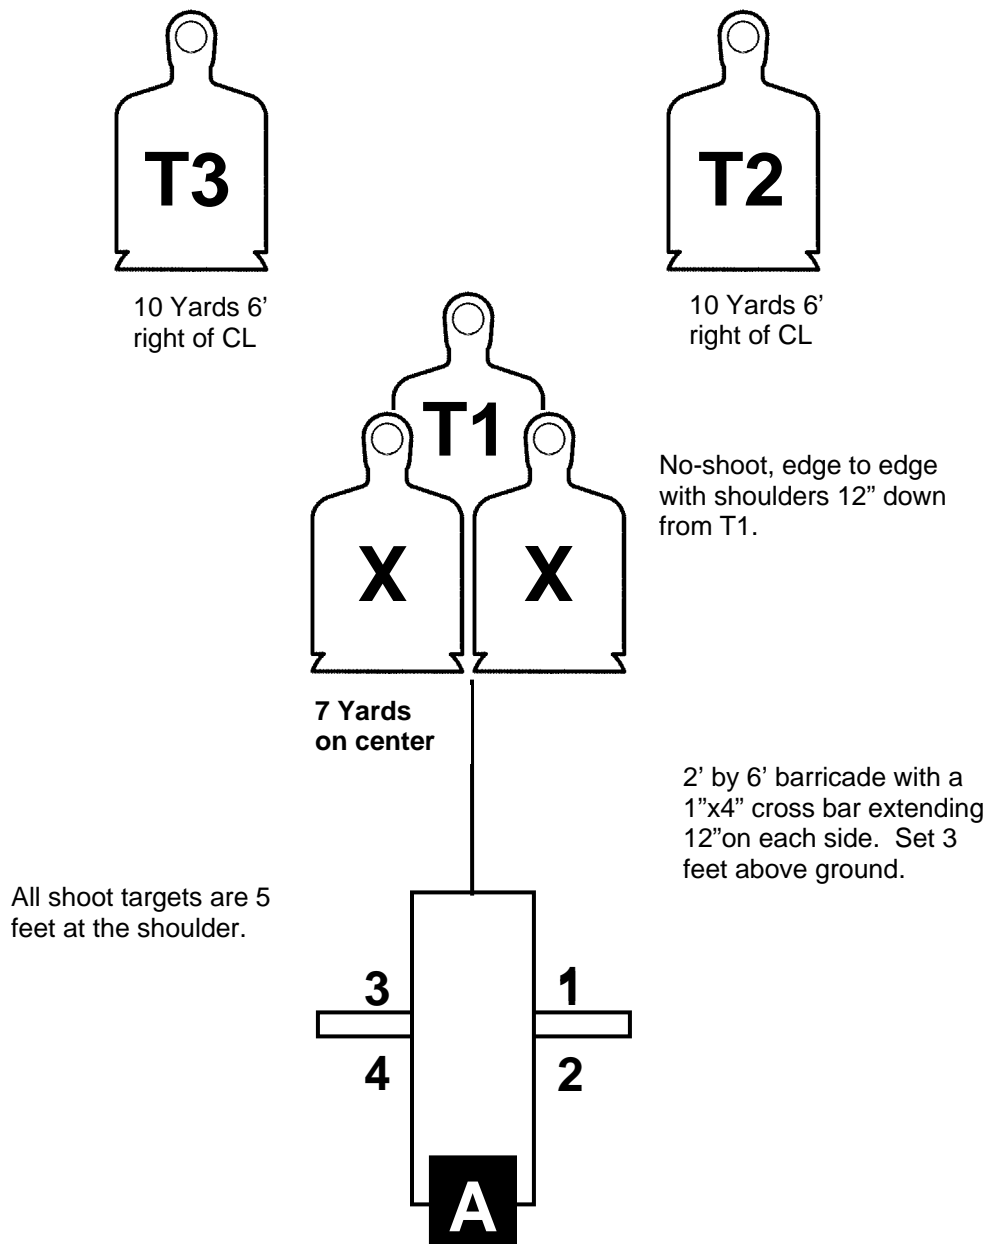 T3
T2
10 Yards 6’
right of CL
10 Yards 6’
right of CL
T1
No-shoot, edge to edge
with shoulders 12” down
from T1.
X
X
7 Yards
on center
2’ by 6’ barricade with a
1”x4” cross bar extending
12”on each side.  Set 3
feet above ground.
All shoot targets are 5
feet at the shoulder.
3
1
4
2
A